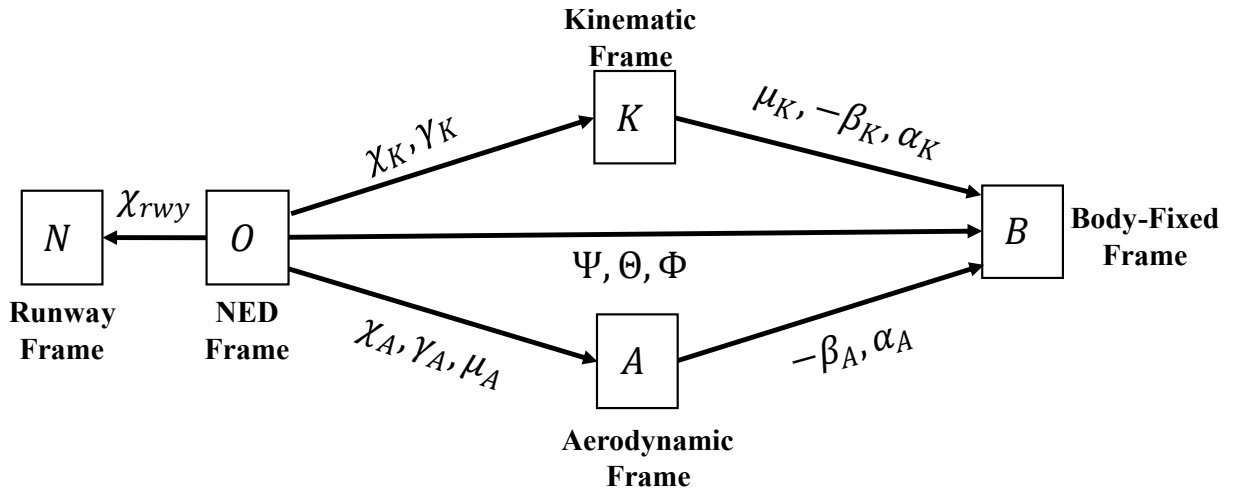 Kinematic
Frame
K
μ_K, −β_K, α_K
χ_K, γ_K
χ_rwy
N
O
B
Body-Fixed
Frame
Ψ, Θ, Φ
Runway
Frame
NED
Frame
χ_A, γ_A, μ_A
A
−β_A, α_A
Aerodynamic
Frame